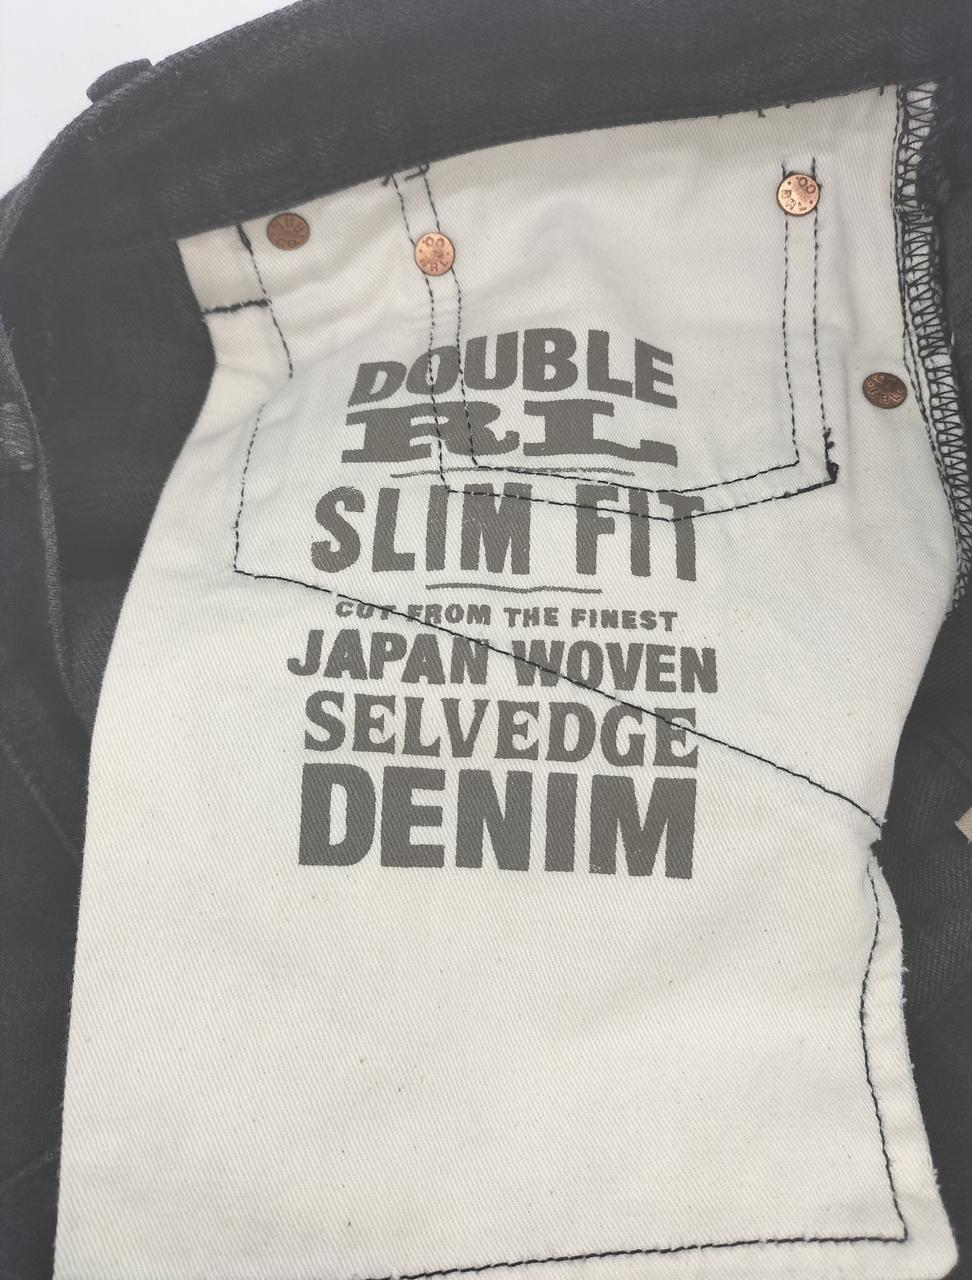 DOUBLE
RL
SLIM FIT
CUT FROM THE FINEST
JAPAN WOVEN
SELVEDGE
DENIM